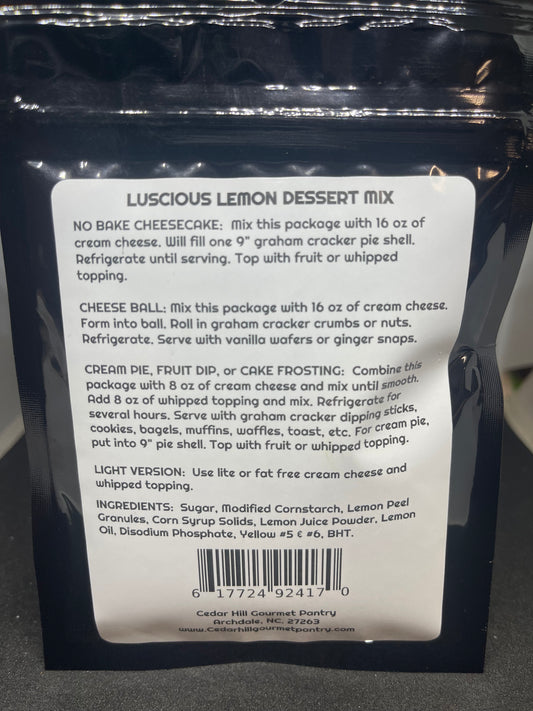 LUSCIOUS LEMON DESSERT MIX
NO BAKE CHEESECAKE: Mix this package with 16 oz of
cream cheese. Will fill one 9" graham cracker pie shell.
Refrigerate until serving. Top with fruit or whipped
topping.
CHEESE BALL: Mix this package with 16 oz of cream cheese.
Form into ball. Roll in graham cracker crumbs or nuts.
Refrigerate. Serve with vanilla wafers or ginger snaps.
CREAM PIE, FRUIT DIP, or CAKE FROSTING: Combine this
package with 8 oz of cream cheese and mix until smooth.
Add 8 oz of whipped topping and mix. Refrigerate for
several hours. Serve with graham cracker dipping sticks,
cookies, bagels, muffins, waffles, toast, etc. For cream pie,
put into 9" pie shell. Top with fruit or whipped topping.
LIGHT VERSION: Use lite or fat free cream cheese and
whipped topping.
INGREDIENTS: Sugar, Modified Cornstarch, Lemon Peel
Granules, Corn Syrup Solids, Lemon Juice Powder, Lemon
Oil, Disodium Phosphate, Yellow #5 & #6, BHT.
6 17724 92417 0
Cedar Hill Gourmet Pantry
Archdale, NC. 27263
www.Cedarhillgourmetpantry.com